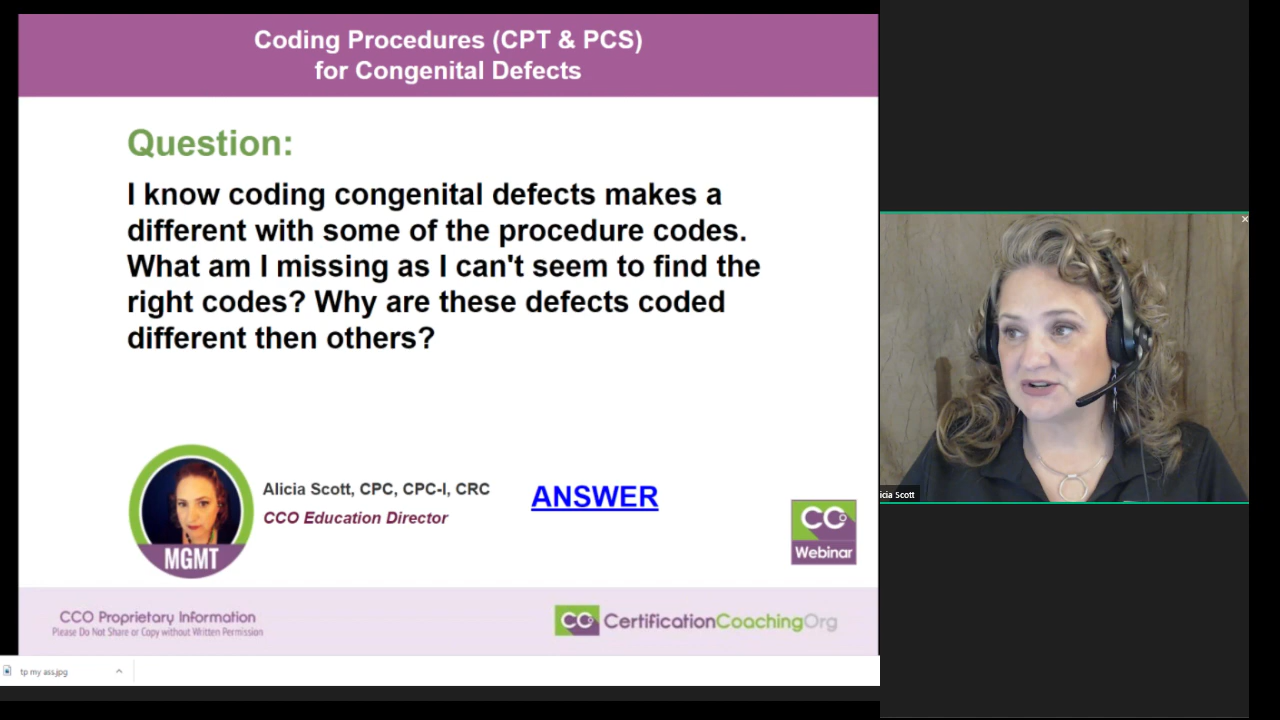 Coding Procedures (CPT & PCS)
for Congenital Defects
Question:
I know coding congenital defects makes a
different with some of the procedure codes.
What am I missing as I can't seem to find the
right codes? Why are these defects coded
different then others?
Alicia Scott, CPC, CPC-I, CRC
CCO Education Director
MGMT
ANSWER
CCO
Webinar
CCO Proprietary Information
Please Do Not Share or Copy without Written Permission
CCO CertificationCoachingOrg
tp my ass.jpg
icia Scott